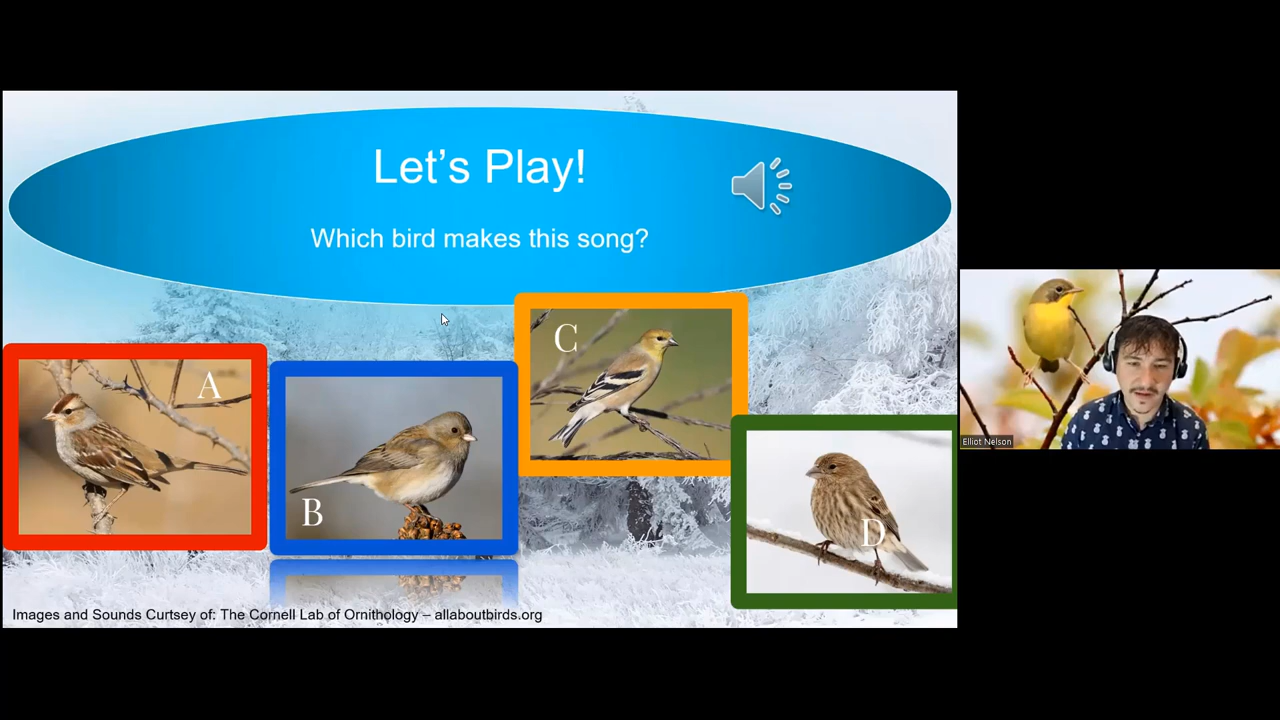 Let’s Play!
Which bird makes this song?
C
A
B
D
Elliot Nelson
Images and Sounds Curtsey of: The Cornell Lab of Ornithology – allaboutbirds.org